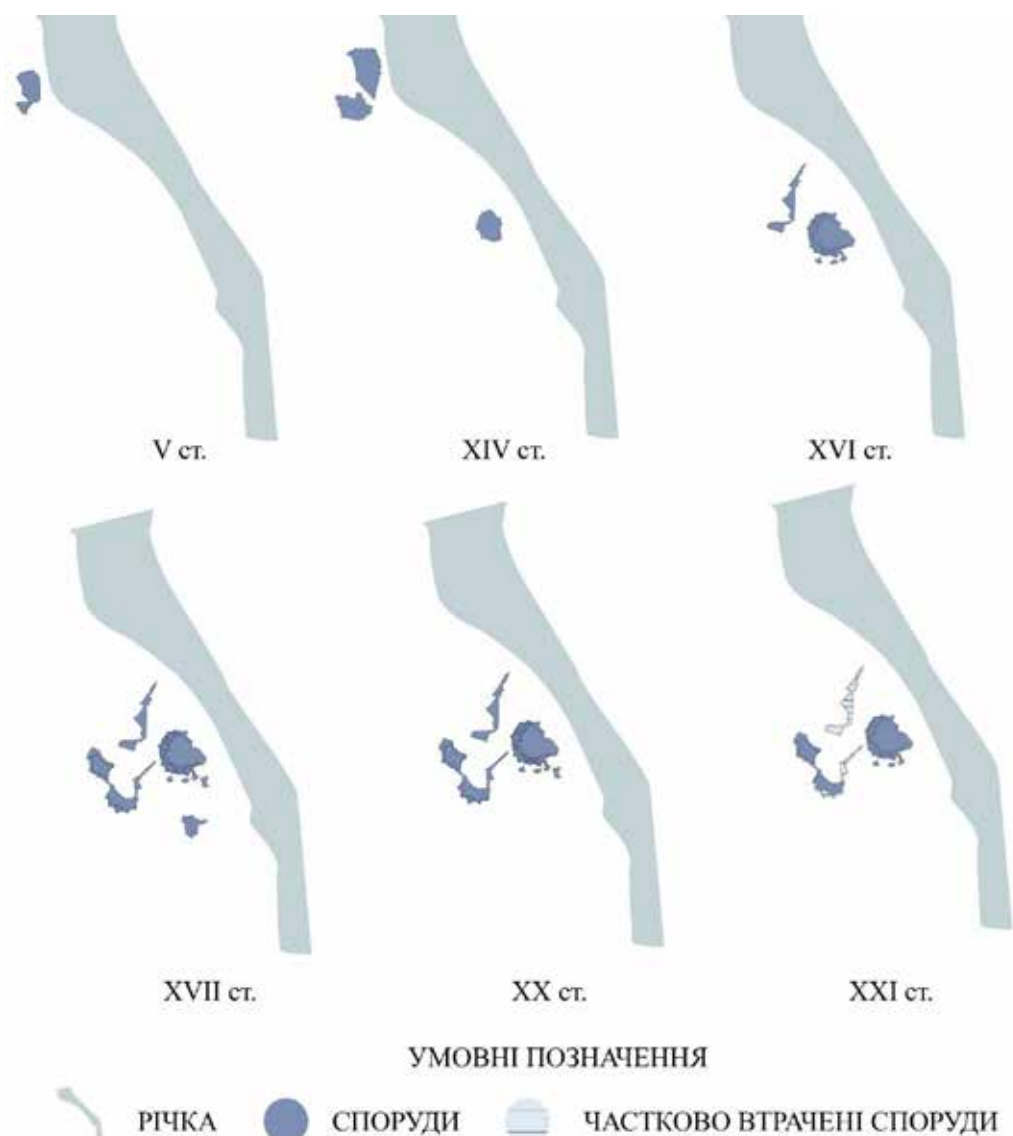 V ст. XIV ст. XVI ст.
XVII ст. XX ст. XXI ст.
УМОВНІ ПОЗНАЧЕННЯ
РІЧКА СПОРУДИ ЧАСТКОВО ВТРАЧЕНІ СПОРУДИ